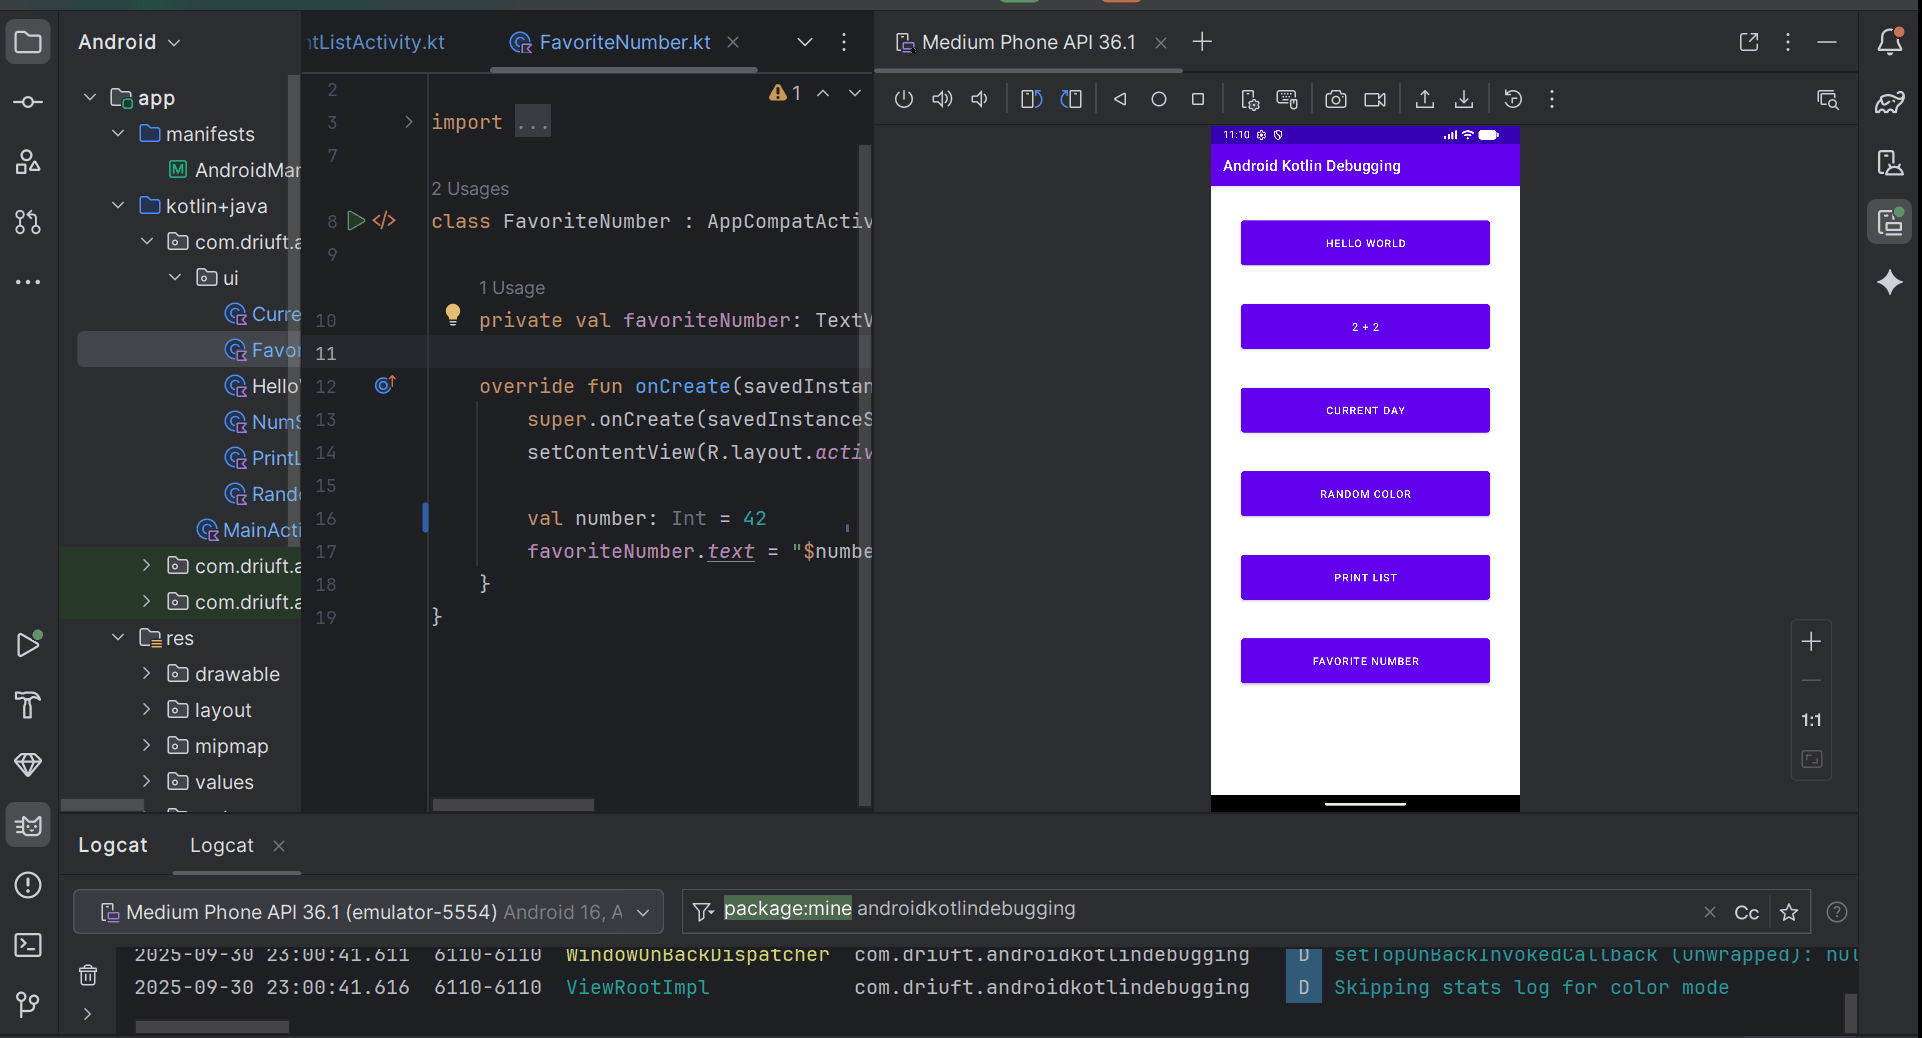 Android
app
manifests
AndroidMar
kotlin+java
com.driuft.a
ui
Curre
Favor
Hello
NumS
PrintL
Rando
MainActi
com.driuft.a
com.driuft.a
res
drawable
layout
mipmap
values
ntListActivity.kt
FavoriteNumber.kt
1
2
3 import ...
7
2 Usages
8 class FavoriteNumber : AppCompatActiv
9
1 Usage
10 private val favoriteNumber: TextV
11
12 override fun onCreate(savedInstan
13 super.onCreate(savedInstanceS
14 setContentView(R.layout.activ
15
16 val number: Int = 42
17 favoriteNumber.text = "$numbe
18 }
19 }
Medium Phone API 36.1
11:10
Android Kotlin Debugging
HELLO WORLD
2 + 2
CURRENT DAY
RANDOM COLOR
PRINT LIST
FAVORITE NUMBER
1:1
Logcat
Logcat
Medium Phone API 36.1 (emulator-5554) Android 16, A
package:mine androidkotlindebugging
Cc
2025-09-30 23:00:41.611 6110-6110 WindowOnBackDispatcher com.driuft.androidkotlindebugging D setTopOnBackInvokedCallback (unwrapped): nul
2025-09-30 23:00:41.616 6110-6110 ViewRootImpl com.driuft.androidkotlindebugging D Skipping stats log for color mode